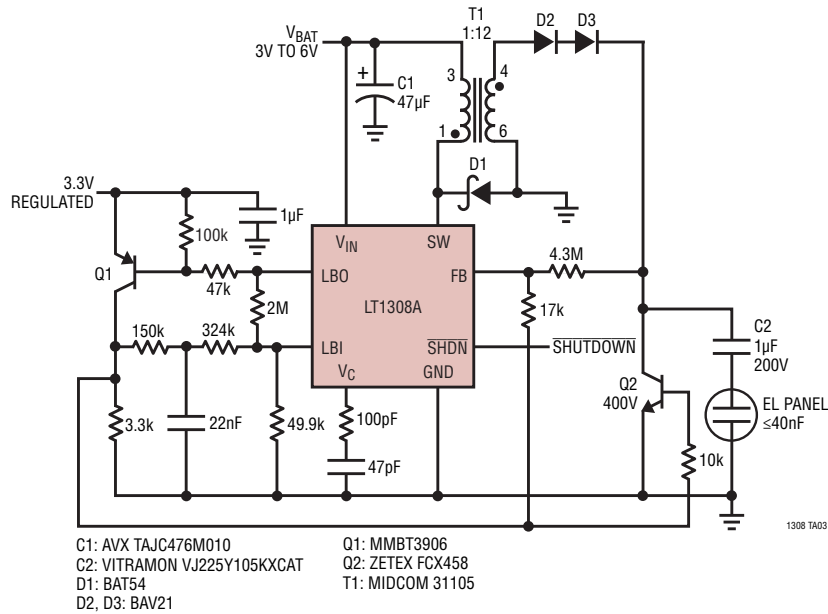 T1
1:12
D2
D3
VBAT
3V TO 6V
3
4
+
C1
47µF
1
6
D1
3.3V
REGULATED
1µF
100k
VIN
SW
4.3M
Q1
LBO
FB
47k
2M
LT1308A
17k
150k
324k
C2
1µF
200V
LBI
SHDN
SHUTDOWN
VC
GND
Q2
400V
EL PANEL
≤40nF
3.3k
22nF
49.9k
100pF
10k
47pF
1308 TA03
C1: AVX TAJC476M010
C2: VITRAMON VJ225Y105KXCAT
D1: BAT54
D2, D3: BAV21
Q1: MMBT3906
Q2: ZETEX FCX458
T1: MIDCOM 31105